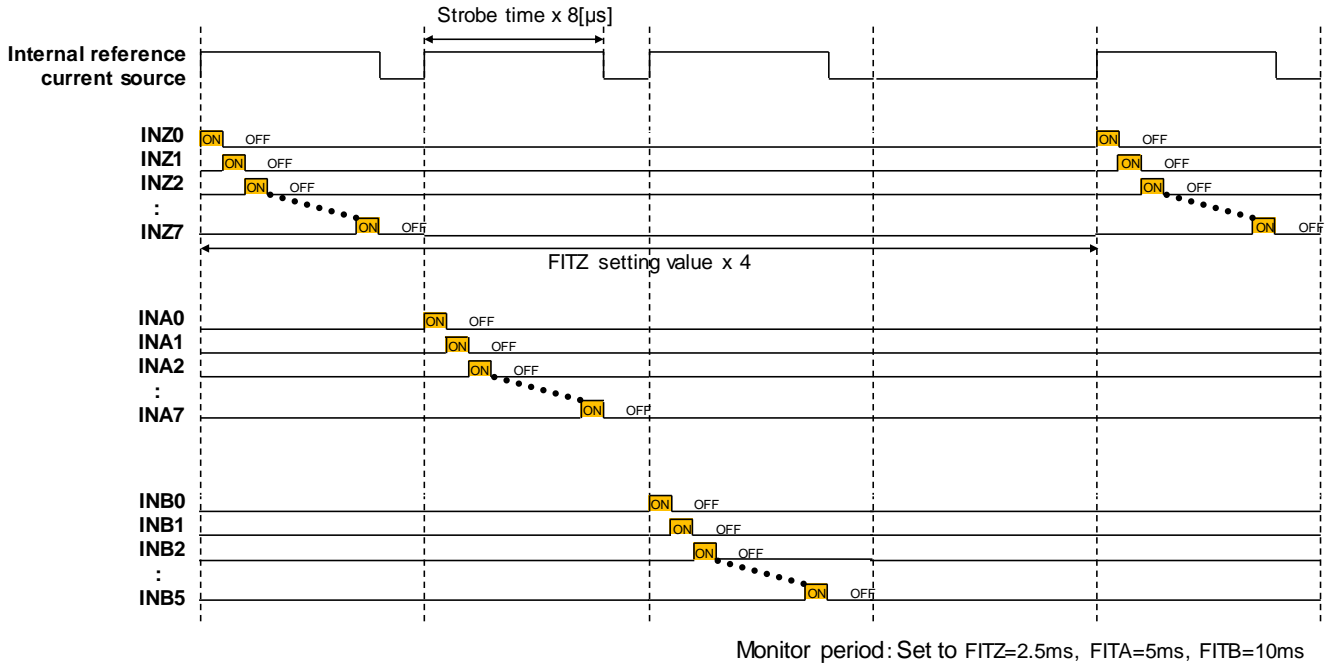 Strobe time x 8[µs]
Internal reference
current source
INZ0 ON OFF ON OFF
INZ1 ON OFF ON OFF
INZ2 ON OFF ON OFF
:
INZ7 ON OFF ON OFF
FITZ setting value x 4
INA0 ON OFF
INA1 ON OFF
INA2 ON OFF
:
INA7 ON OFF
INB0 ON OFF
INB1 ON OFF
INB2 ON OFF
:
INB5 ON OFF
Monitor period: Set to FITZ=2.5ms, FITA=5ms, FITB=10ms